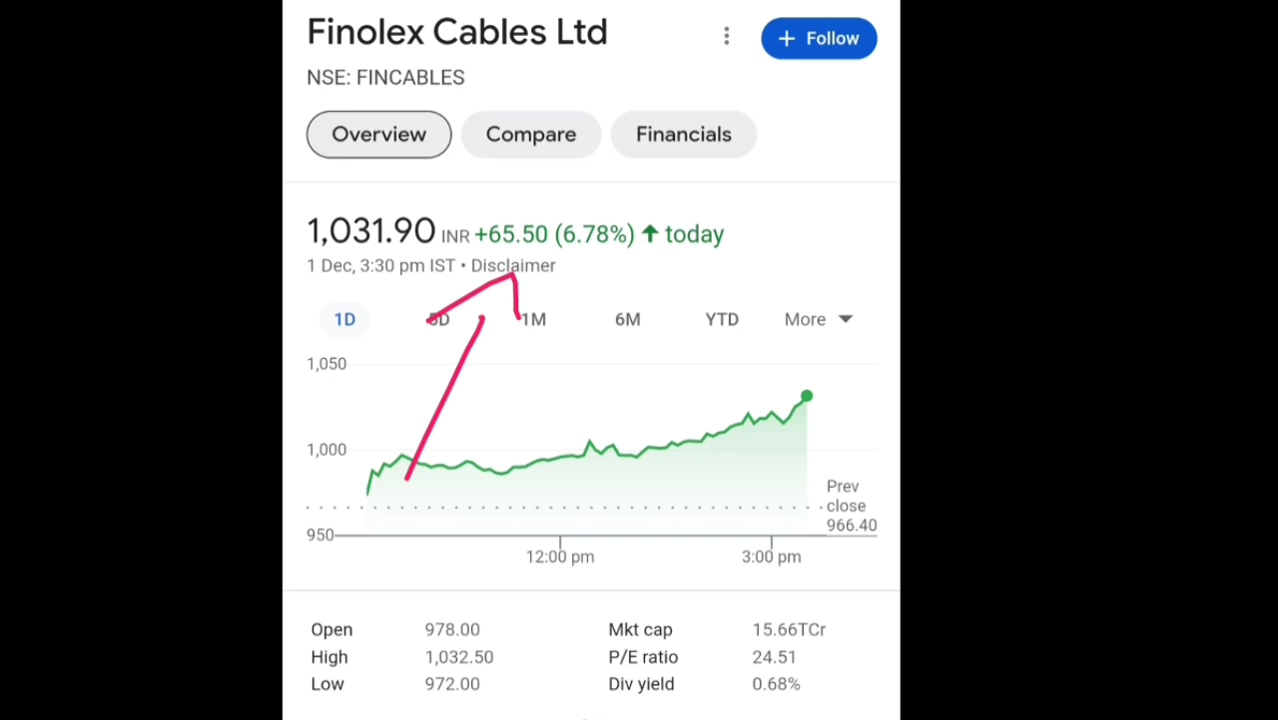 Finolex Cables Ltd
+ Follow
NSE: FINCABLES
Overview Compare Financials
1,031.90 INR +65.50 (6.78%) ↑ today
1 Dec, 3:30 pm IST • Disclaimer
1D 5D 1M 6M YTD More
1,050
1,000
950
Prev
close
966.40
12:00 pm 3:00 pm
Open 978.00 Mkt cap 15.66TCr
High 1,032.50 P/E ratio 24.51
Low 972.00 Div yield 0.68%